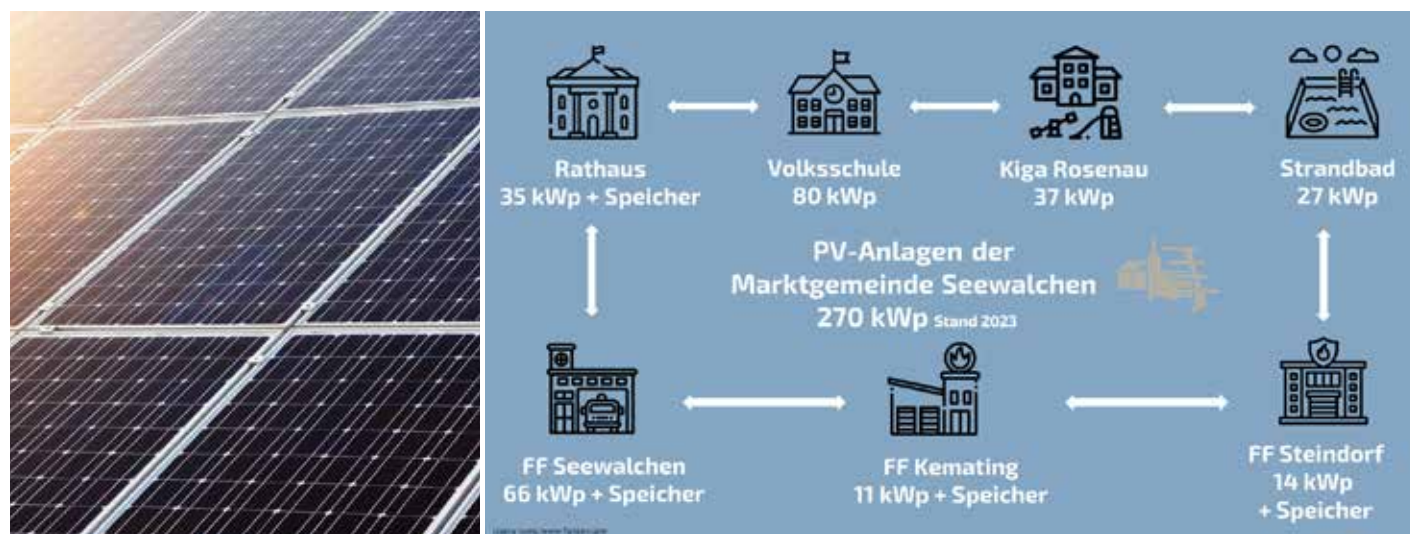 Rathaus
35 kWp + Speicher
Volksschule
80 kWp
Kiga Rosenau
37 kWp
Strandbad
27 kWp
PV-Anlagen der
Marktgemeinde Seewalchen
270 kWp Stand 2023
FF Seewalchen
66 kWp + Speicher
FF Kemating
11 kWp + Speicher
FF Steindorf
14 kWp
+ Speicher